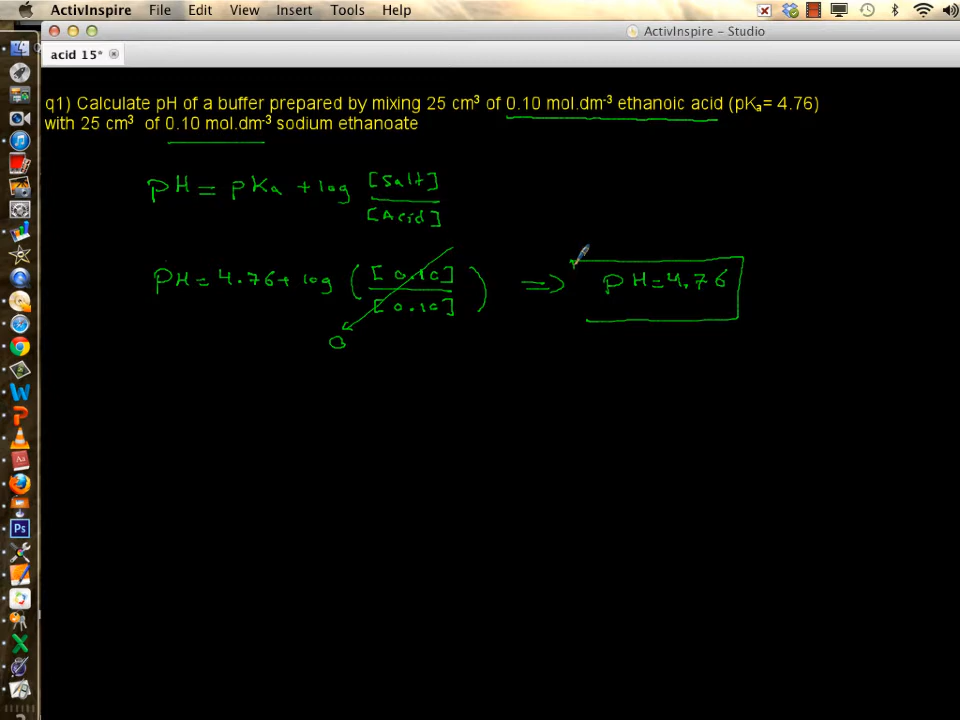 ActivInspire File Edit View Insert Tools Help
ActivInspire – Studio
acid 15*
q1) Calculate pH of a buffer prepared by mixing 25 cm³ of 0.10 mol.dm⁻³ ethanoic acid (pKₐ= 4.76)
with 25 cm³ of 0.10 mol.dm⁻³ sodium ethanoate
pH = pKa + log [Salt] / [Acid]
pH = 4.76 + log ( [0.10] / [0.10] ) ⇒ pH = 4.76
0
W
Aa
Ps